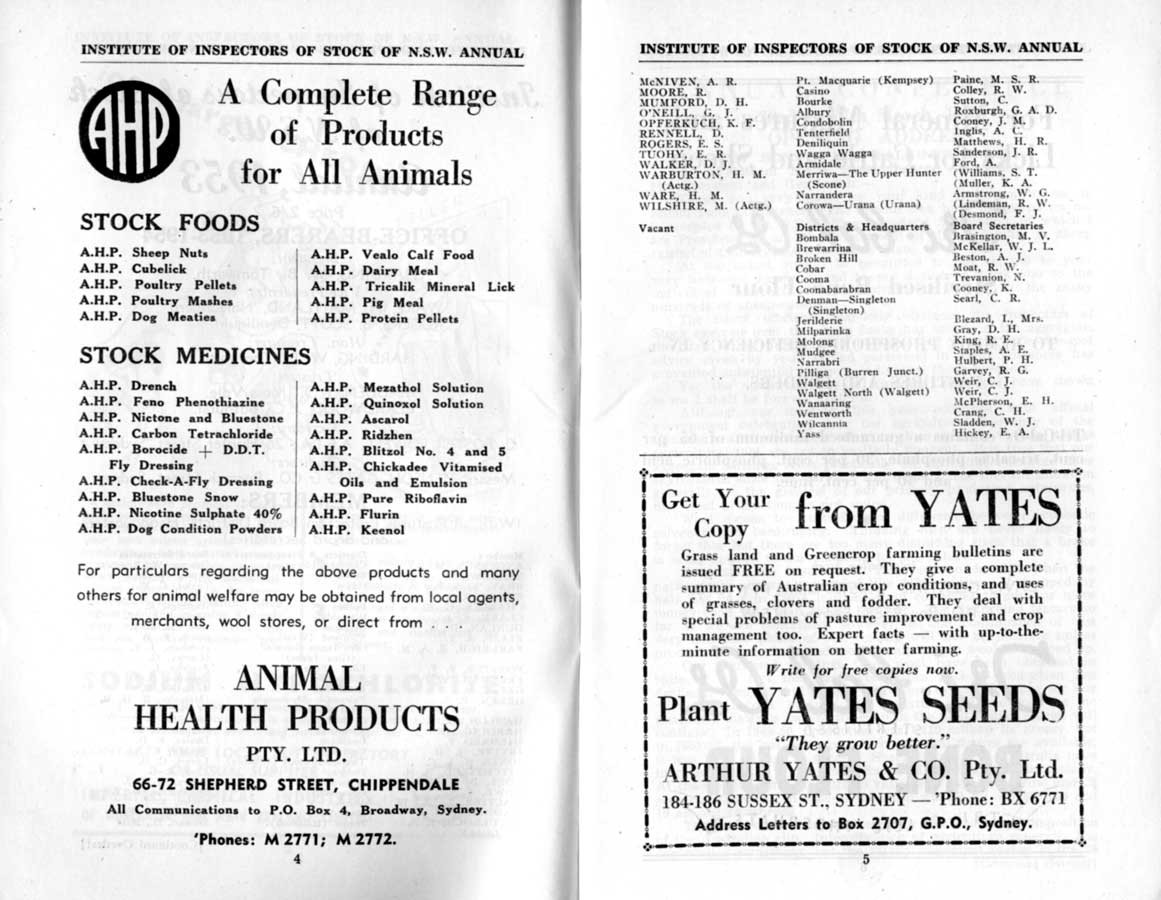 INSTITUTE OF INSPECTORS OF STOCK OF N.S.W. ANNUAL
AHP
A Complete Range
of Products
for All Animals
STOCK FOODS
A.H.P. Sheep Nuts
A.H.P. Cubelick
A.H.P. Poultry Pellets
A.H.P. Poultry Mashes
A.H.P. Dog Meaties
A.H.P. Vealo Calf Food
A.H.P. Dairy Meal
A.H.P. Tricalik Mineral Lick
A.H.P. Pig Meal
A.H.P. Protein Pellets
STOCK MEDICINES
A.H.P. Drench
A.H.P. Feno Phenothiazine
A.H.P. Nictone and Bluestone
A.H.P. Carbon Tetrachloride
A.H.P. Borocide + D.D.T.
Fly Dressing
A.H.P. Check-A-Fly Dressing
A.H.P. Bluestone Snow
A.H.P. Nicotine Sulphate 40%
A.H.P. Dog Condition Powders
A.H.P. Mezathol Solution
A.H.P. Quinoxol Solution
A.H.P. Ascarol
A.H.P. Ridzhen
A.H.P. Blitzol No. 4 and 5
A.H.P. Chickadee Vitamised
Oils and Emulsion
A.H.P. Pure Riboflavin
A.H.P. Flurin
A.H.P. Keenol
For particulars regarding the above products and many
others for animal welfare may be obtained from local agents,
merchants, wool stores, or direct from . . .
ANIMAL
HEALTH PRODUCTS
PTY. LTD.
66-72 SHEPHERD STREET, CHIPPENDALE
All Communications to P.O. Box 4, Broadway, Sydney.
'Phones: M 2771; M 2772.
4
INSTITUTE OF INSPECTORS OF STOCK OF N.S.W. ANNUAL
McNIVEN, A. R. Pt. Macquarie (Kempsey) Paine, M. S. R.
MOORE, R. Casino Colley, R. W.
MUMFORD, D. H. Bourke Sutton, C.
O'NEILL, G. J. Albury Roxburgh, G. A. D.
OPFERKUCH, K. F. Condobolin Cooney, J. M.
RENNELL, D. Tenterfield Inglis, A. C.
ROGERS, E. S. Deniliquin Matthews, H. R.
TUOHY, E. R. Wagga Wagga Sanderson, J. R.
WALKER, D. J. Armidale Ford, A.
WARBURTON, H. M. Merriwa—The Upper Hunter (Williams, S. T.
(Actg.) (Scone) (Muller, K. A.
WARE, H. M. Narrandera Armstrong, W. G.
WILSHIRE, M. (Actg.) Corowa—Urana (Urana) (Lindeman, R. W.
(Desmond, F. J.
Vacant Districts & Headquarters Board Secretaries
Bombala Brasington, M. V.
Brewarrina McKellar, W. J. L.
Broken Hill Beston, A. J.
Cobar Moat, R. W.
Cooma Trevanion, N.
Coonabarabran Cooney, K.
Denman—Singleton Searl, C. R.
(Singleton)
Jerilderie Blezard, I., Mrs.
Milparinka Gray, D. H.
Molong King, R. E.
Mudgee Staples, A. E.
Narrabri Hulbert, P. H.
Pilliga (Burren Junct.) Garvey, R. G.
Walgett Weir, C. J.
Walgett North (Walgett) Weir, C. J.
Wanaaring McPherson, E. H.
Wentworth Crang, C. H.
Wilcannia Sladden, W. J.
Yass Hickey, E. A.
Get Your
Copy
from YATES
Grass land and Greencrop farming bulletins are
issued FREE on request. They give a complete
summary of Australian crop conditions, and uses
of grasses, clovers and fodder. They deal with
special problems of pasture improvement and crop
management too. Expert facts — with up-to-the-
minute information on better farming.
Write for free copies now.
Plant YATES SEEDS
"They grow better."
ARTHUR YATES & CO. Pty. Ltd.
184-186 SUSSEX ST., SYDNEY — 'Phone: BX 6771
Address Letters to Box 2707, G.P.O., Sydney.
5